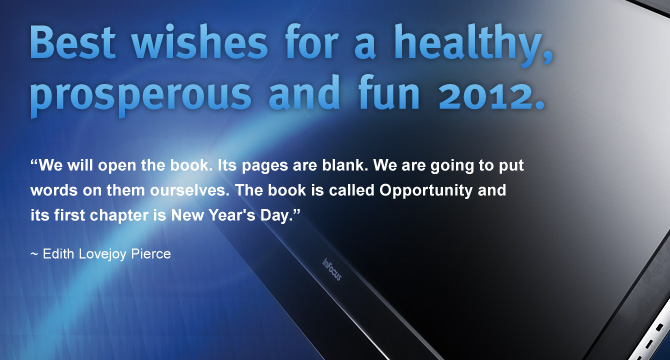 Best wishes for a healthy,
prosperous and fun 2012.
“We will open the book. Its pages are blank. We are going to put
words on them ourselves. The book is called Opportunity and
its first chapter is New Year's Day.”
~ Edith Lovejoy Pierce
InFocus